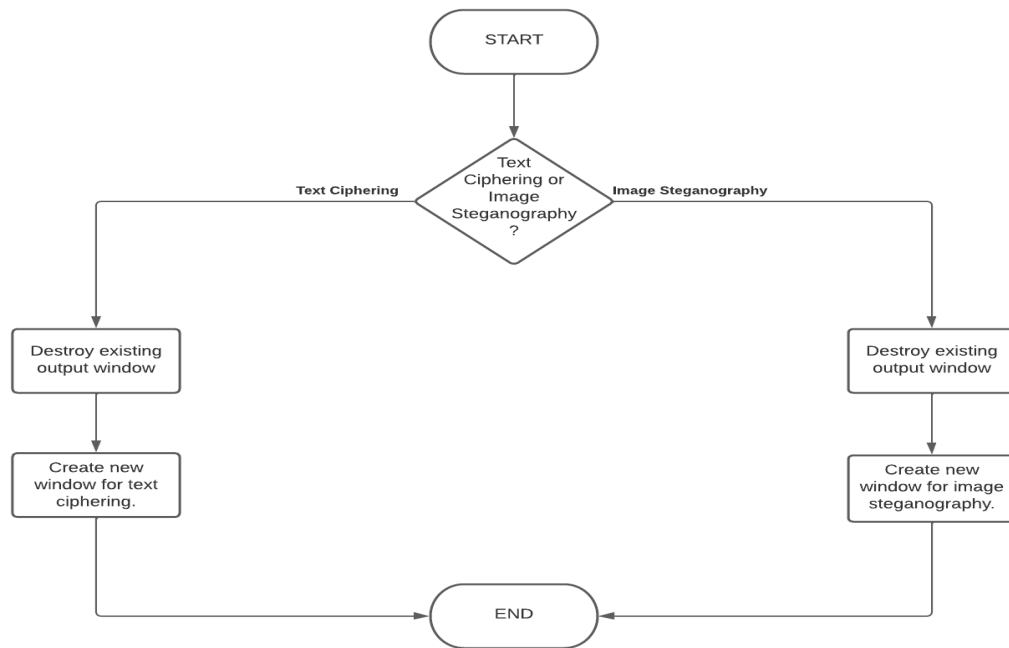 START
Text
Ciphering or
Image
Steganography
?
Text Ciphering
Image Steganography
Destroy existing
output window
Destroy existing
output window
Create new
window for text
ciphering.
Create new
window for image
steganography.
END